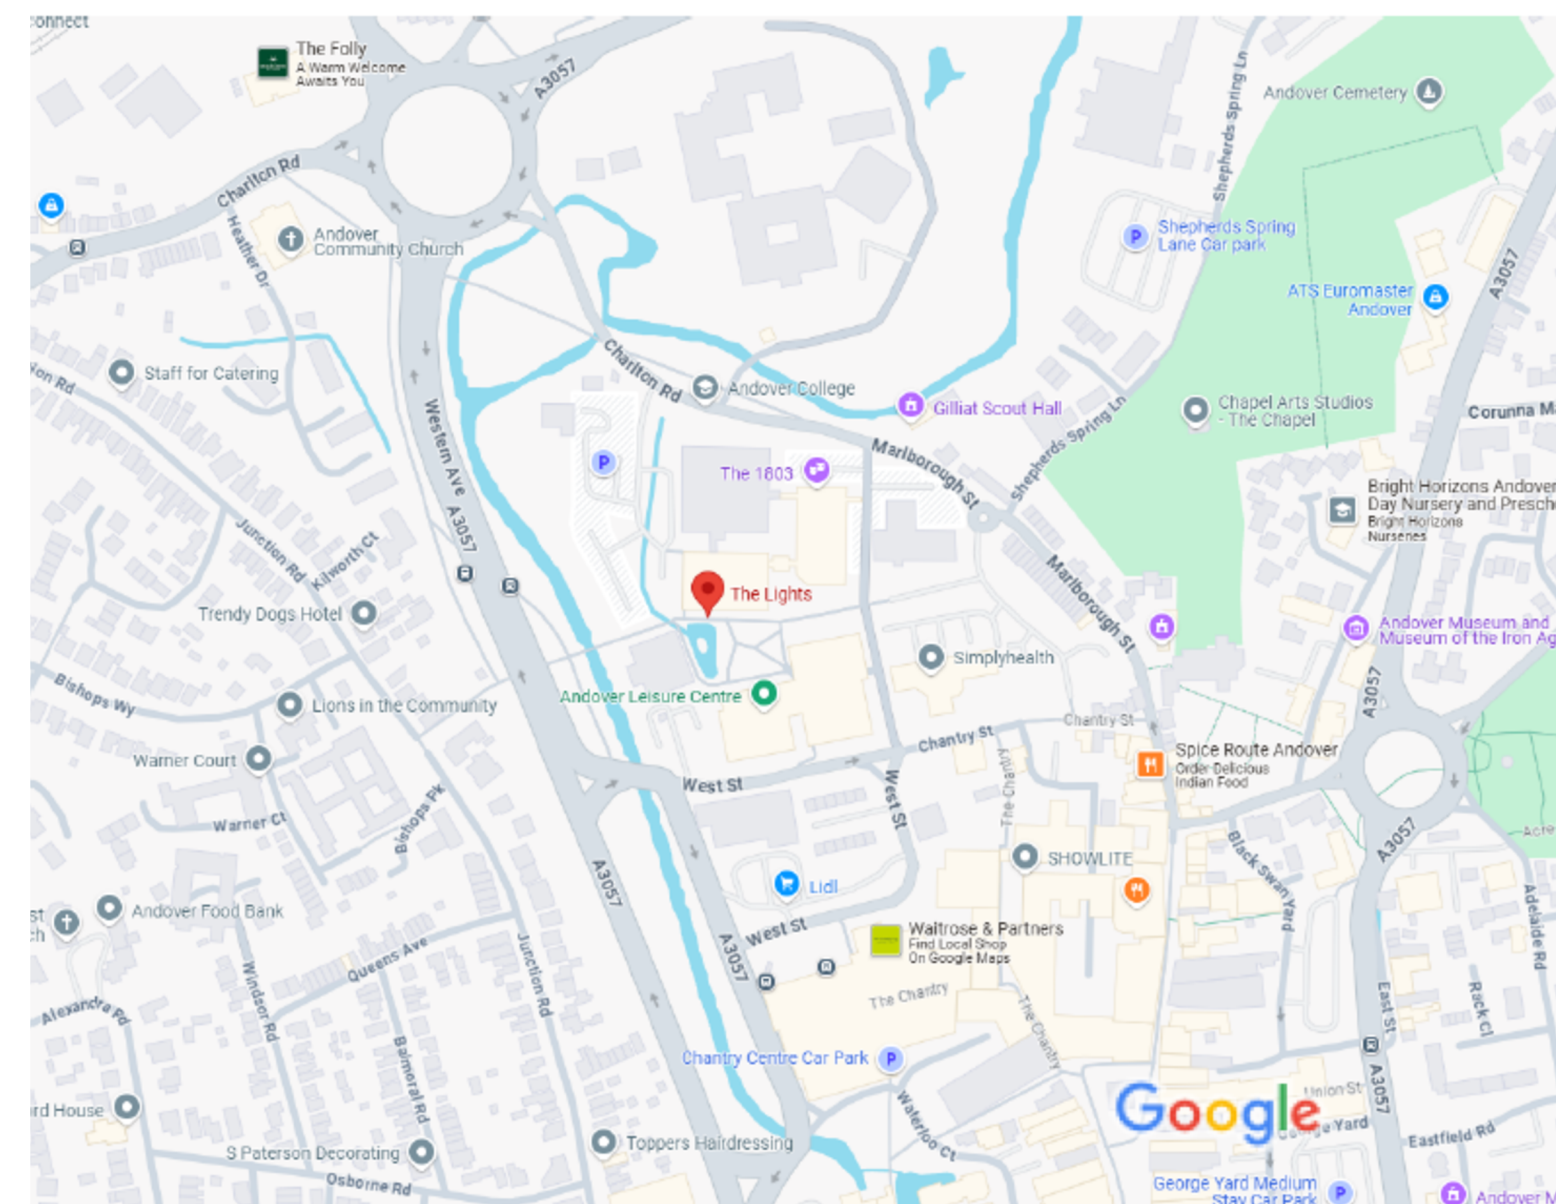 onnect
The Folly
A Warm Welcome
Awaits You
A3057
Charlton Rd
Heather Dr
Andover
Community Church
Shepherds Spring Ln
Andover Cemetery
Shepherds Spring
Lane Car park
ATS Euromaster
Andover
A3057
Staff for Catering
Charlton Rd
Andover College
Gilliat Scout Hall
Shepherds Spring Ln
Chapel Arts Studios
- The Chapel
Corunna M
Western Ave
A3057
P
P
The 1803
Marlborough St
Bright Horizons Andover
Day Nursery and Presch
Bright Horizons
Nurseries
Junction Rd
Kilworth Ct
Trendy Dogs Hotel
The Lights
Marlborough St
Andover Museum and
Museum of the Iron Ag
Simplyhealth
Bishops Wy
Lions in the Community
Andover Leisure Centre
A3057
Chantry St
Chantry St
Warner Court
West St
West St
The Chantry
Spice Route Andover
Order Delicious
Indian Food
Warner Ct
Bishops Pk
A3057
SHOWLITE
Black Swan Yard
A3057
Acre
Lidl
Andover Food Bank
st
ch
West St
A3057
Waitrose & Partners
Find Local Shop
On Google Maps
Adelaide Rd
Queens Ave
Junction Rd
Windsor Rd
Alexandra Rd
The Chantry
The Chantry
East St
Rack Cl
Balmoral Rd
Chantry Centre Car Park
P
A3057
Union St
rd House
Google
George Yard
Waterloo Ct
Eastfield Rd
S Paterson Decorating
Toppers Hairdressing
Osborne Rd
George Yard Medium
Stay Car Park
P
Andover M